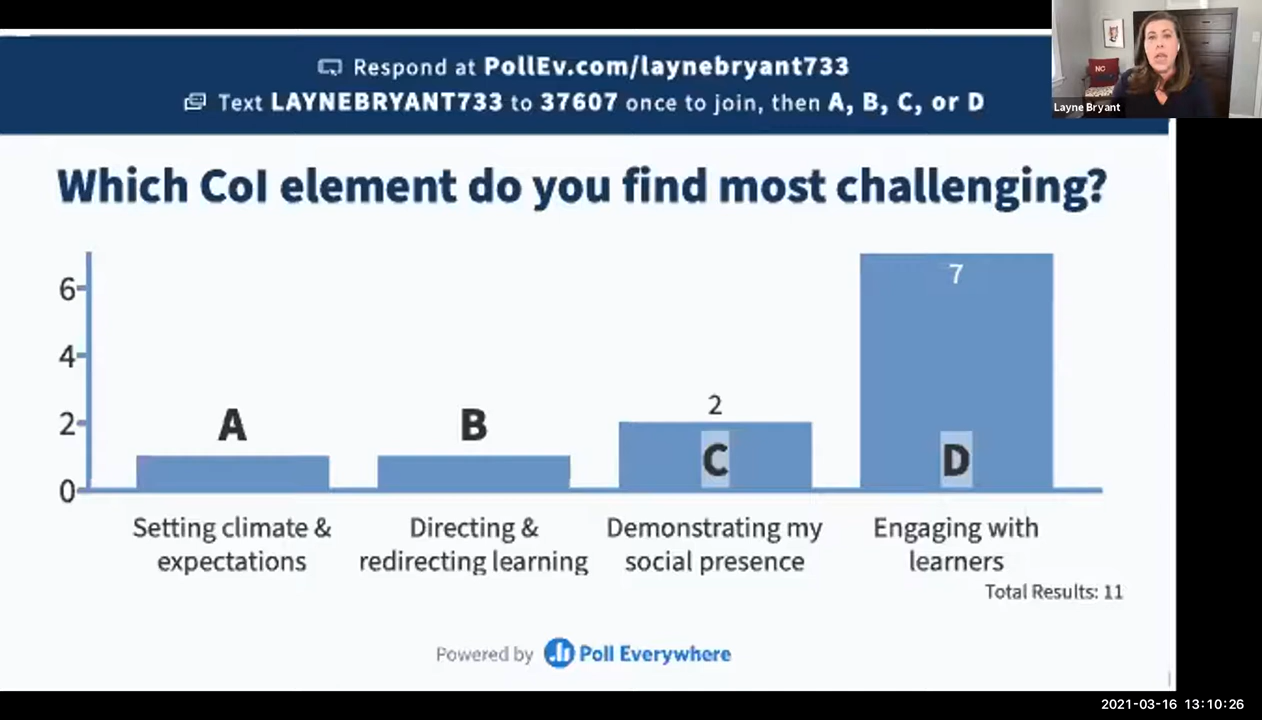 Respond at PollEv.com/laynebryant733
Text LAYNEBRYANT733 to 37607 once to join, then A, B, C, or D
NC
Layne Bryant
Which CoI element do you find most challenging?
6
4
2
0
A
B
2
C
7
D
Setting climate &
expectations
Directing &
redirecting learning
Demonstrating my
social presence
Engaging with
learners
Total Results: 11
Powered by Poll Everywhere
2021-03-16 13:10:26